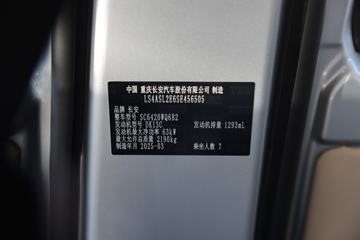 中国 重庆长安汽车股份有限公司 制造
LS4ASL2E6SE456505
品牌 长安
整车型号 SC6420WQ6B2
发动机型号 DK13C 发动机排量 1293mL
发动机最大净功率 63kW
最大允许总质量 2190kg
制造年月 2025-03 乘坐人数 7